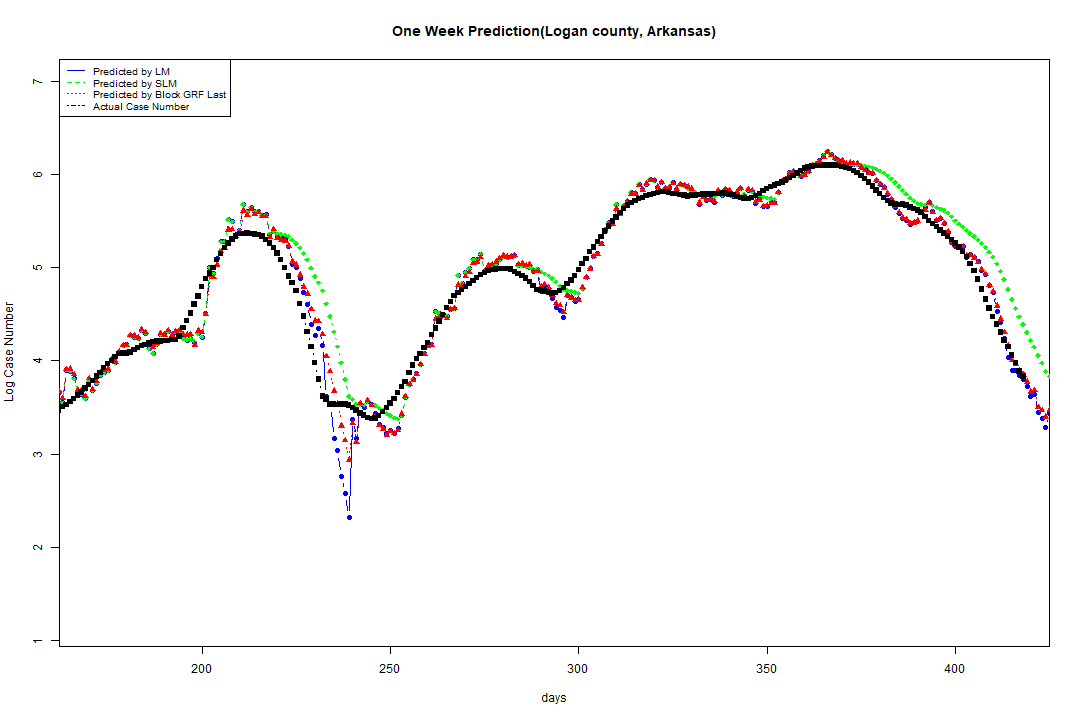 One Week Prediction(Logan county, Arkansas)
Predicted by LM
Predicted by SLM
Predicted by Block GRF Last
Actual Case Number
7
6
5
4
3
2
1
Log Case Number
200 250 300 350 400
days